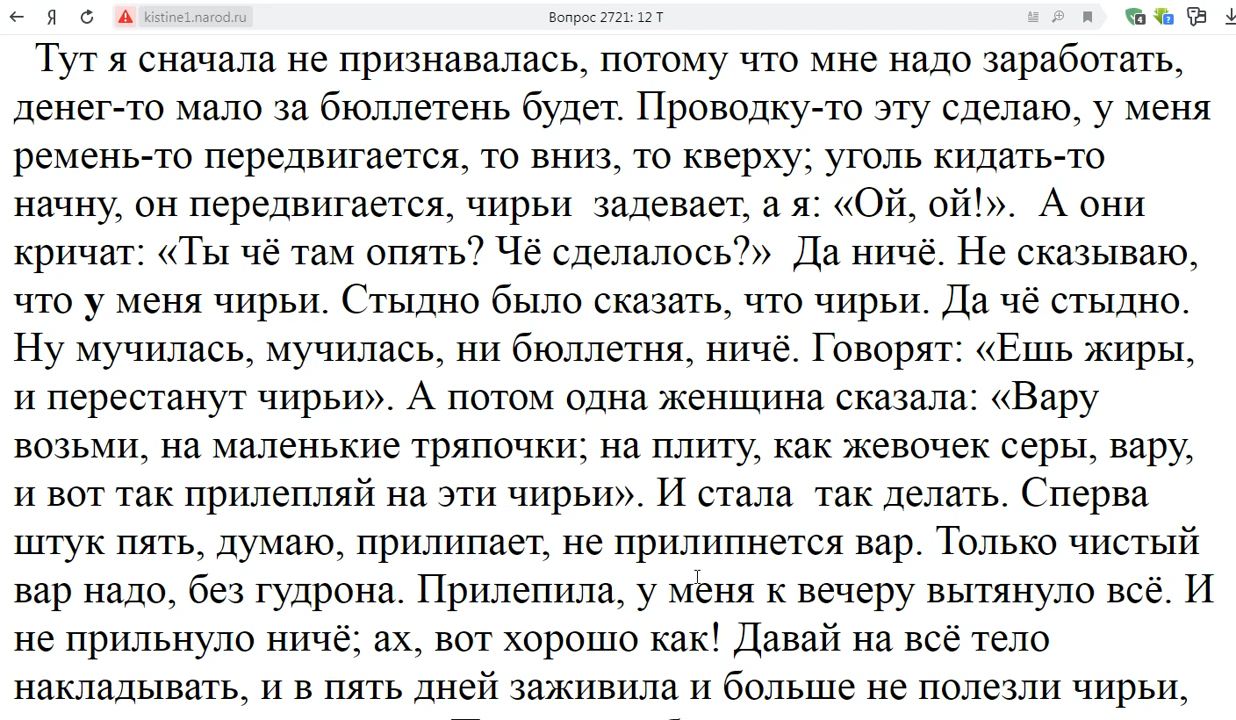 kistine1.narod.ru
Вопрос 2721: 12 Т
Тут я сначала не признавалась, потому что мне надо заработать,
денег-то мало за бюллетень будет. Проводку-то эту сделаю, у меня
ремень-то передвигается, то вниз, то кверху; уголь кидать-то
начну, он передвигается, чирьи задевает, а я: «Ой, ой!». А они
кричат: «Ты чё там опять? Чё сделалось?» Да ничё. Не сказываю,
что у меня чирьи. Стыдно было сказать, что чирьи. Да чё стыдно.
Ну мучилась, мучилась, ни бюллетня, ничё. Говорят: «Ешь жиры,
и перестанут чирьи». А потом одна женщина сказала: «Вару
возьми, на маленькие тряпочки; на плиту, как жевочек серы, вару,
и вот так прилепляй на эти чирьи». И стала так делать. Сперва
штук пять, думаю, прилипает, не прилипнется вар. Только чистый
вар надо, без гудрона. Прилепила, у меня к вечеру вытянуло всё. И
не прильнуло ничё; ах, вот хорошо как! Давай на всё тело
накладывать, и в пять дней заживила и больше не полезли чирьи,